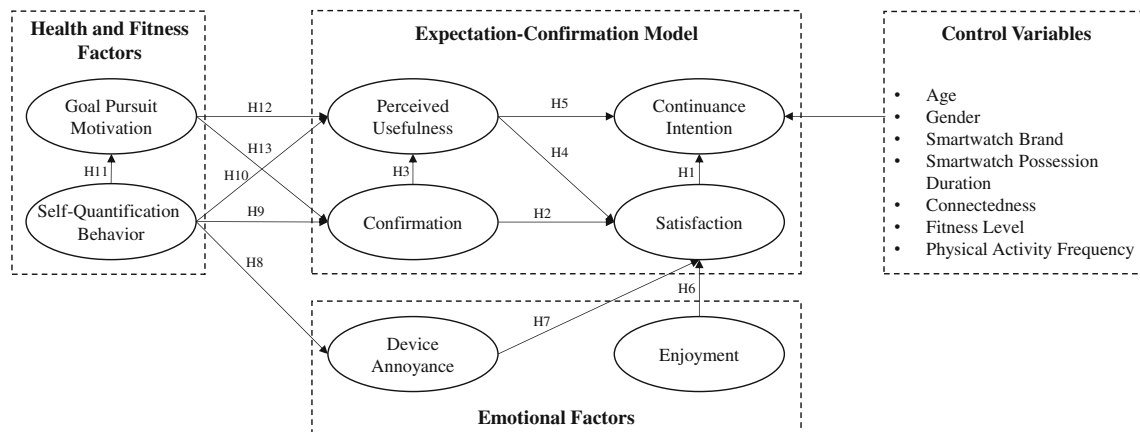 Health and Fitness
Factors
Goal Pursuit
Motivation
H11
Self-Quantification
Behavior
H12
H13
H10
H9
H8
Expectation-Confirmation Model
Perceived
Usefulness
H3
Confirmation
H5
H4
H2
Continuance
Intention
H1
Satisfaction
H7
H6
Device
Annoyance
Enjoyment
Emotional Factors
Control Variables
• Age
• Gender
• Smartwatch Brand
• Smartwatch Possession
Duration
• Connectedness
• Fitness Level
• Physical Activity Frequency